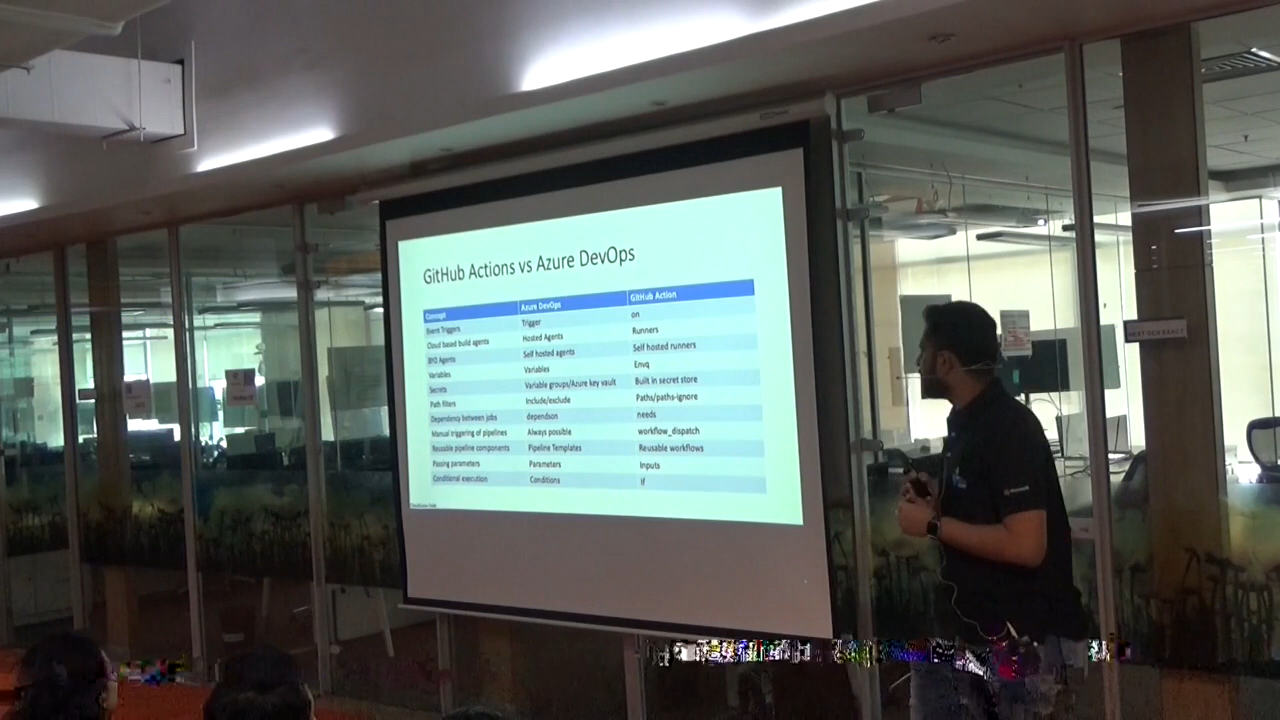 GitHub Actions vs Azure DevOps
Concept Azure DevOps GitHub Action
Event Triggers Trigger on
Cloud based build agents Hosted Agents Runners
BYO Agents Self hosted agents Self hosted runners
Variables Variables Envq
Secrets Variable groups/Azure key vault Built in secret store
Path filters Include/exclude Paths/paths-ignore
Dependency between jobs dependson needs
Manual triggering of pipelines Always possible workflow_dispatch
Reusable pipeline components Pipeline Templates Reusable workflows
Passing parameters Parameters Inputs
Conditional execution Conditions If